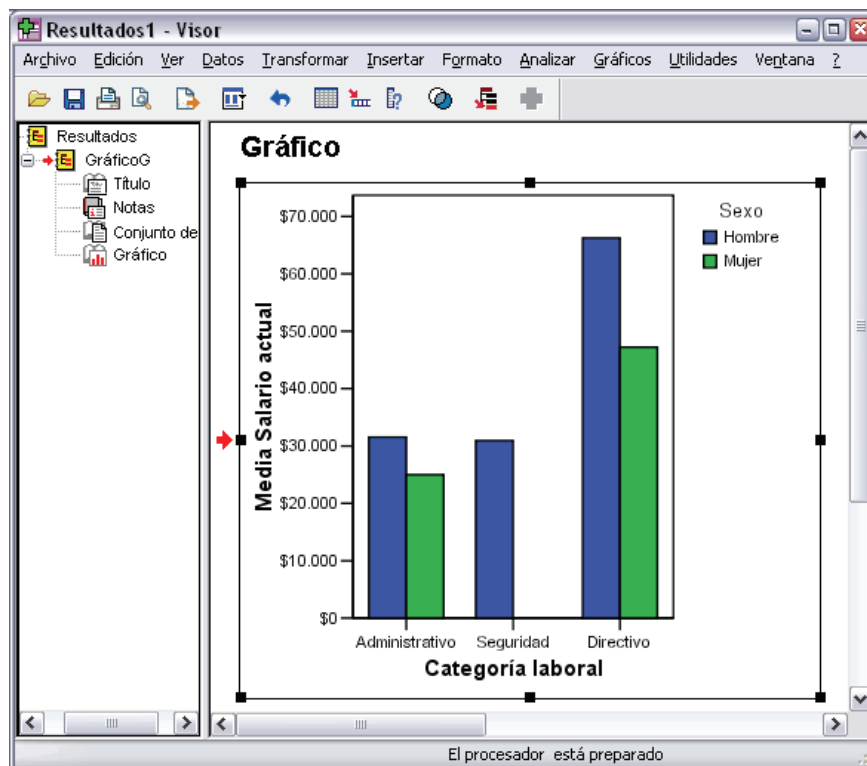 Resultados1 - Visor
Archivo Edición Ver Datos Transformar Insertar Formato Analizar Gráficos Utilidades Ventana ?
Resultados
GráficoG
Título
Notas
Conjunto de
Gráfico
Gráfico
Sexo
Hombre
Mujer
Media Salario actual
$70.000
$60.000
$50.000
$40.000
$30.000
$20.000
$10.000
$0
Administrativo Seguridad Directivo
Categoría laboral
El procesador está preparado